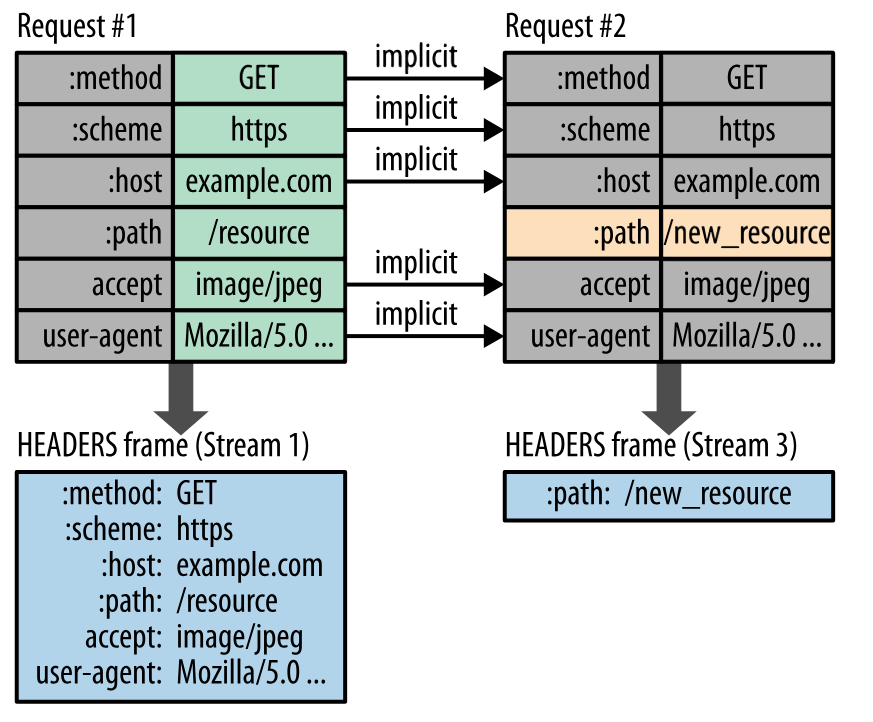 Request #1
:method GET
:scheme https
:host example.com
:path /resource
accept image/jpeg
user-agent Mozilla/5.0 ...
implicit
implicit
implicit
implicit
implicit
Request #2
:method GET
:scheme https
:host example.com
:path /new_resource
accept image/jpeg
user-agent Mozilla/5.0 ...
HEADERS frame (Stream 1)
:method: GET
:scheme: https
:host: example.com
:path: /resource
accept: image/jpeg
user-agent: Mozilla/5.0 ...
HEADERS frame (Stream 3)
:path: /new_resource